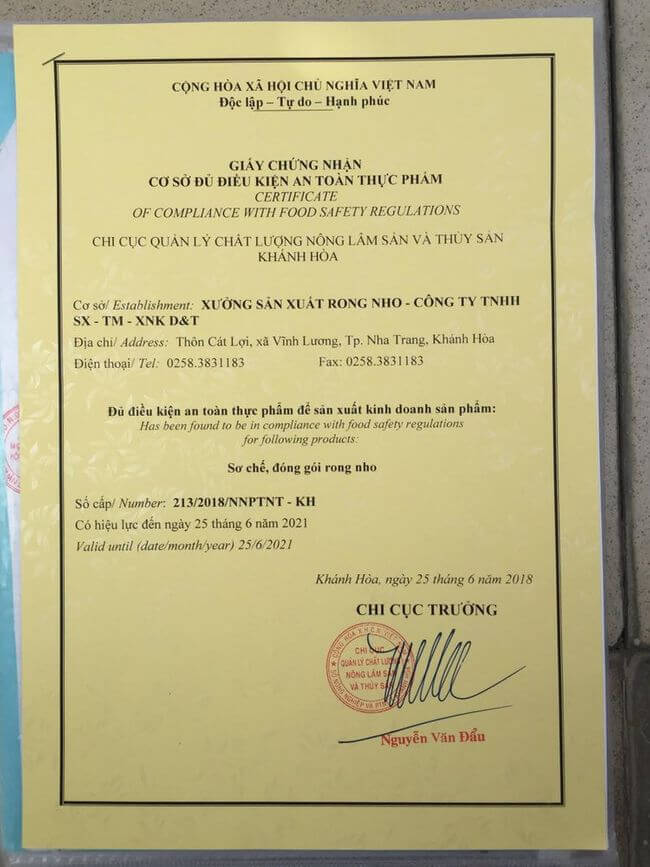 CỘNG HÒA XÃ HỘI CHỦ NGHĨA VIỆT NAM
Độc lập – Tự do – Hạnh phúc
GIẤY CHỨNG NHẬN
CƠ SỞ ĐỦ ĐIỀU KIỆN AN TOÀN THỰC PHẨM
CERTIFICATE
OF COMPLIANCE WITH FOOD SAFETY REGULATIONS
CHI CỤC QUẢN LÝ CHẤT LƯỢNG NÔNG LÂM SẢN VÀ THỦY SẢN
KHÁNH HÒA
Cơ sở/ Establishment: XƯỞNG SẢN XUẤT RONG NHO - CÔNG TY TNHH
SX - TM - XNK D&T
Địa chỉ/ Address: Thôn Cát Lợi, xã Vĩnh Lương, Tp. Nha Trang, Khánh Hòa
Điện thoại/ Tel: 0258.3831183 Fax: 0258.3831183
Đủ điều kiện an toàn thực phẩm để sản xuất kinh doanh sản phẩm:
Has been found to be in compliance with food safety regulations
for following products:
Sơ chế, đóng gói rong nho
Số cấp/ Number: 213/2018/NNPTNT - KH
Có hiệu lực đến ngày 25 tháng 6 năm 2021
Valid until (date/month/year) 25/6/2021
Khánh Hòa, ngày 25 tháng 6 năm 2018
CHI CỤC TRƯỞNG
CHI CỤC
QUẢN LÝ CHẤT LƯỢNG
NÔNG LÂM SẢN
VÀ THỦY SẢN
Nguyễn Văn Đẩu